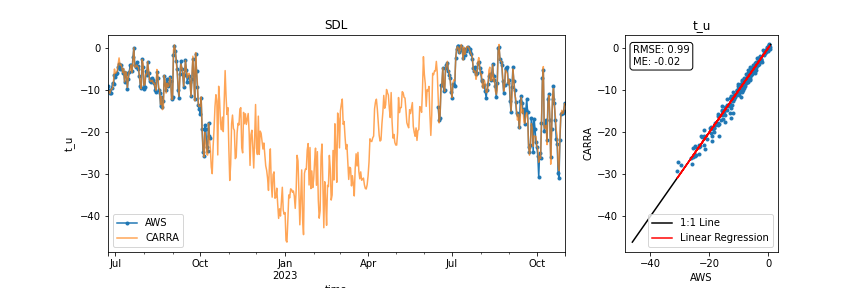 SDL
t_u
0
−10
−20
−30
−40
t_u
AWS
CARRA
Jul
Oct
Jan
2023
Apr
Jul
Oct
time
t_u
RMSE: 0.99
ME: -0.02
0
−10
−20
−30
−40
CARRA
1:1 Line
Linear Regression
−40
−20
0
AWS